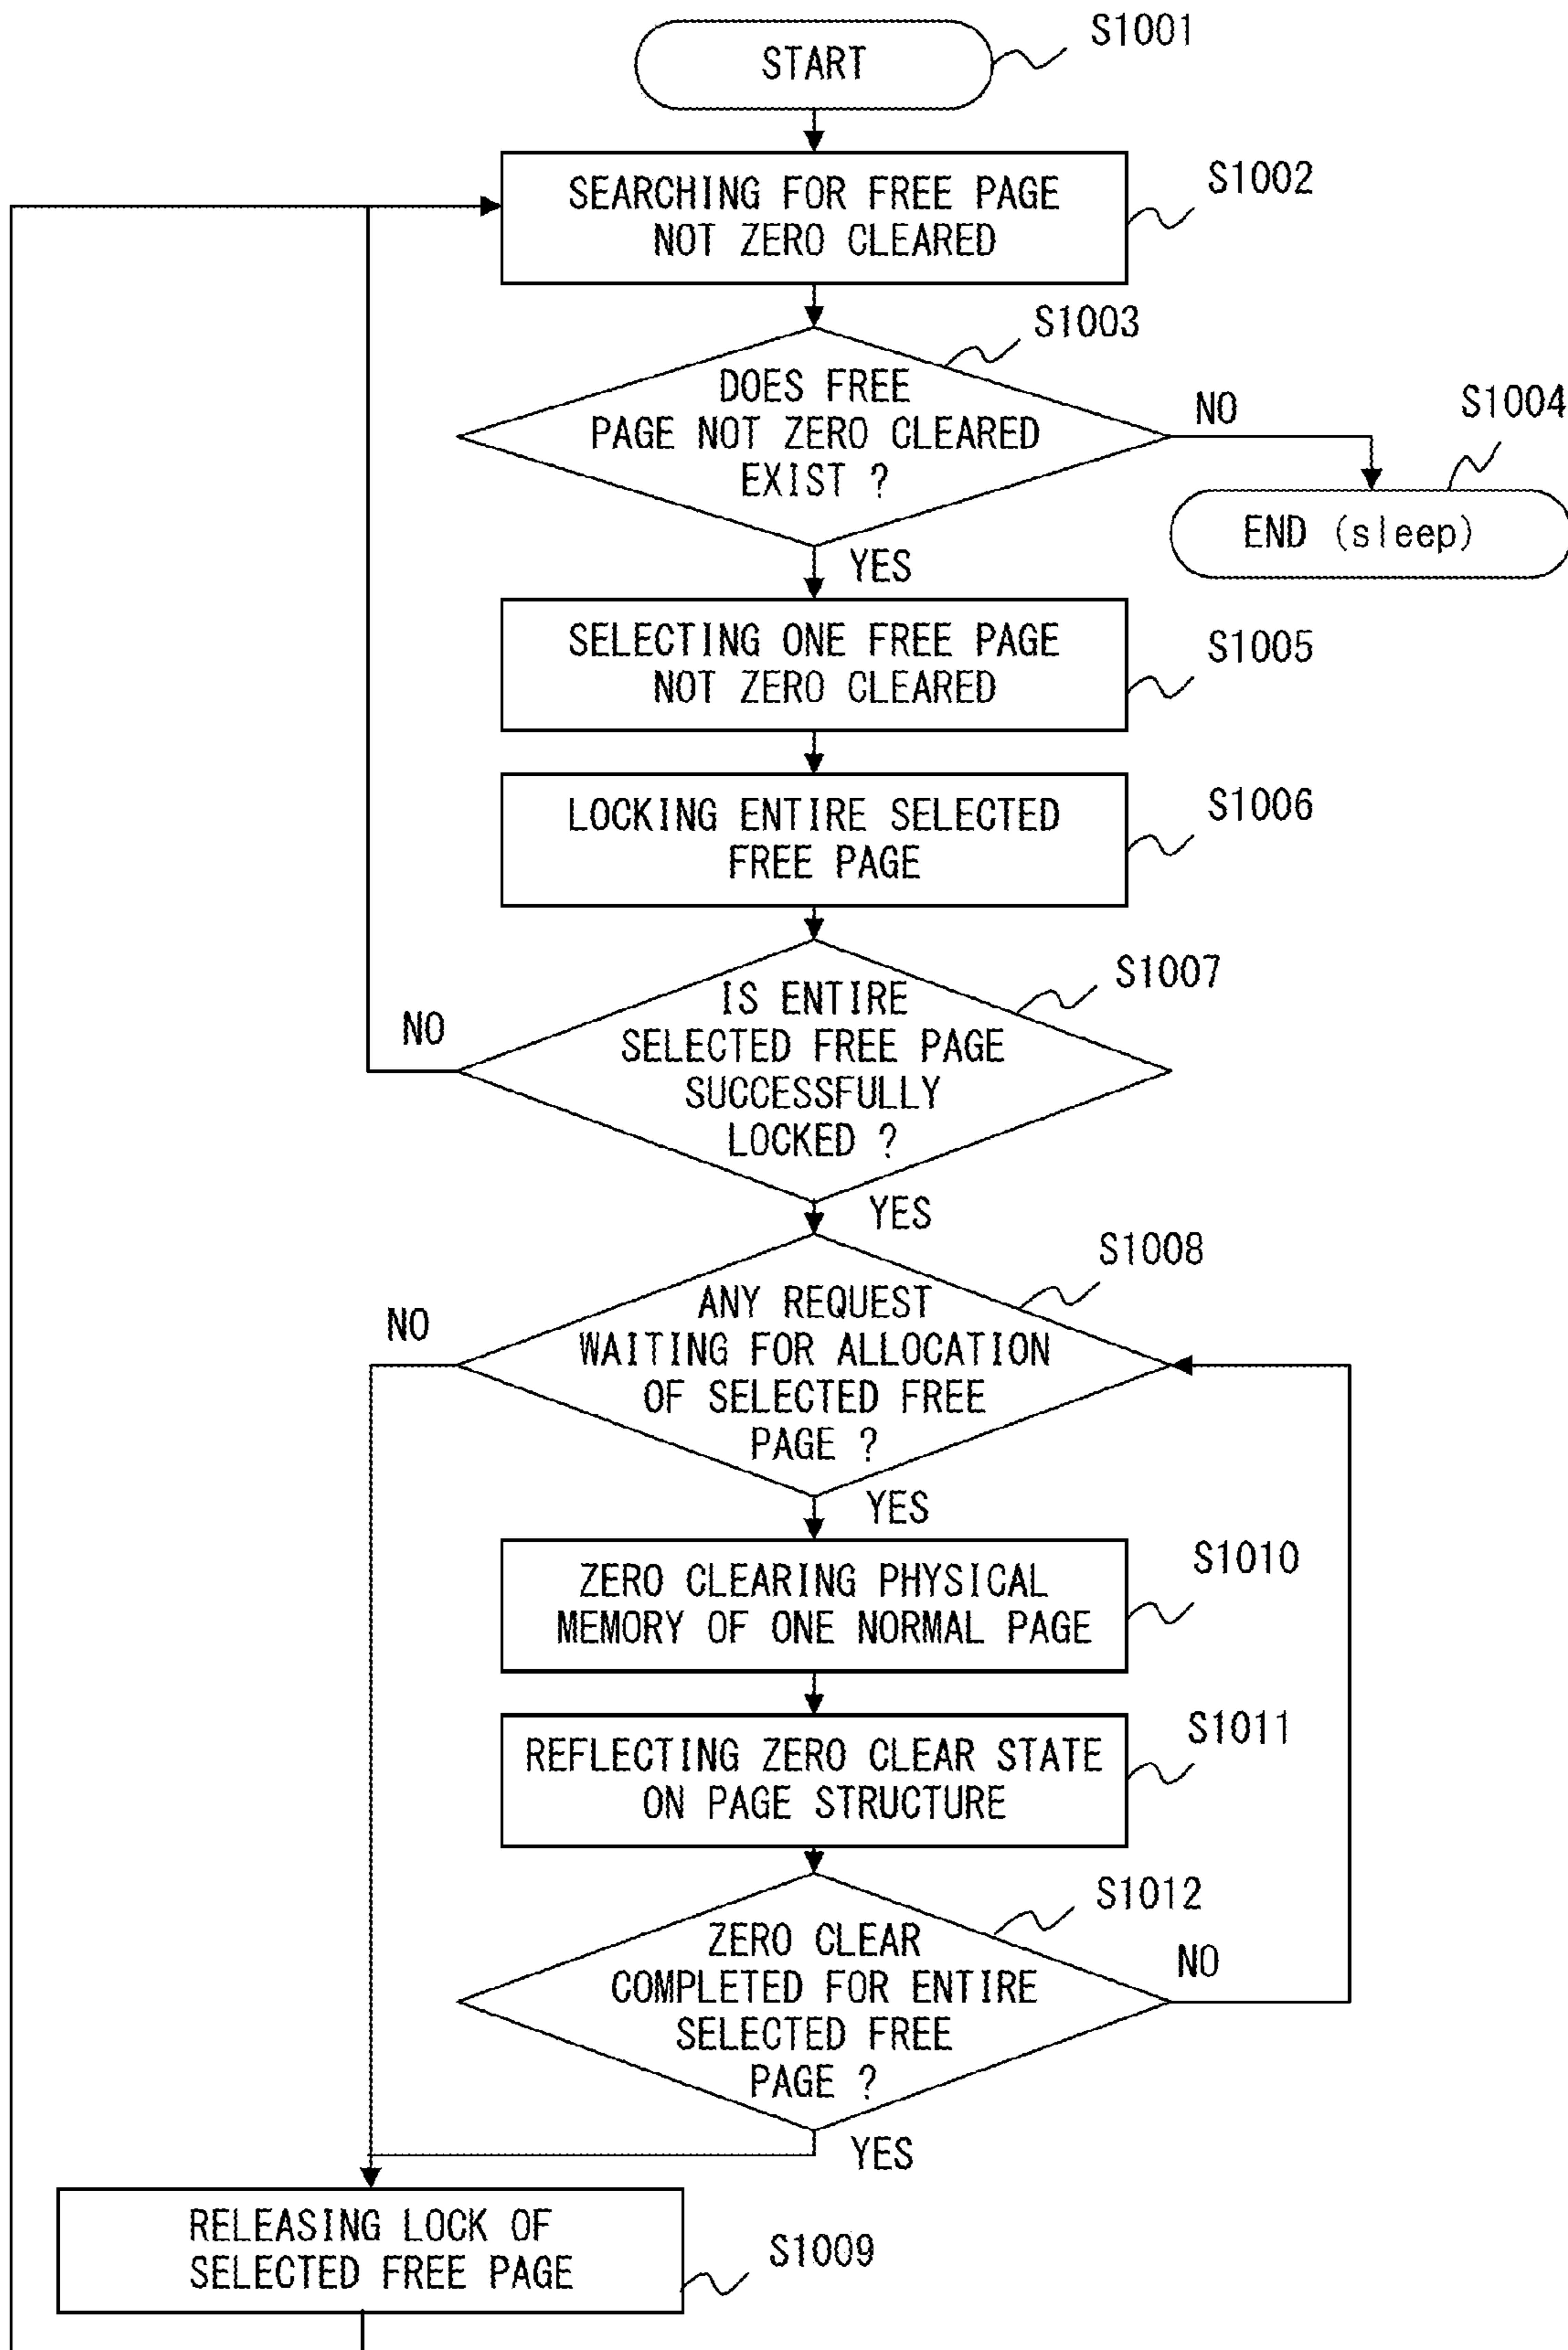 START
S1001
SEARCHING FOR FREE PAGE
NOT ZERO CLEARED
S1002
DOES FREE
PAGE NOT ZERO CLEARED
EXIST ?
S1003
NO
S1004
END (sleep)
YES
SELECTING ONE FREE PAGE
NOT ZERO CLEARED
S1005
LOCKING ENTIRE SELECTED
FREE PAGE
S1006
IS ENTIRE
SELECTED FREE PAGE
SUCCESSFULLY
LOCKED ?
S1007
NO
YES
ANY REQUEST
WAITING FOR ALLOCATION
OF SELECTED FREE
PAGE ?
S1008
NO
YES
ZERO CLEARING PHYSICAL
MEMORY OF ONE NORMAL PAGE
S1010
REFLECTING ZERO CLEAR STATE
ON PAGE STRUCTURE
S1011
ZERO CLEAR
COMPLETED FOR ENTIRE
SELECTED FREE
PAGE ?
S1012
NO
YES
RELEASING LOCK OF
SELECTED FREE PAGE
S1009